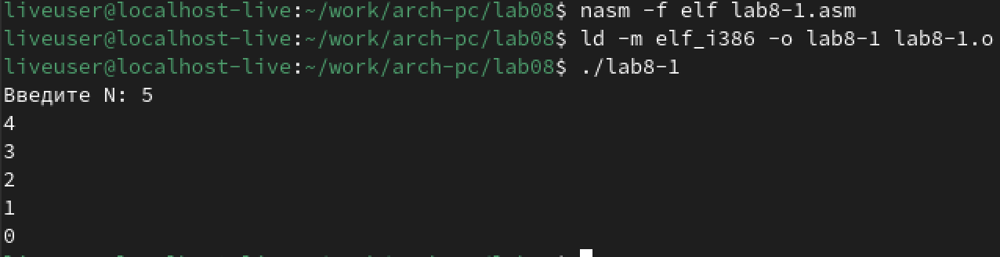 liveuser@localhost-live:~/work/arch-pc/lab08$ nasm -f elf lab8-1.asm
liveuser@localhost-live:~/work/arch-pc/lab08$ ld -m elf_i386 -o lab8-1 lab8-1.o
liveuser@localhost-live:~/work/arch-pc/lab08$ ./lab8-1
Введите N: 5
4
3
2
1
0